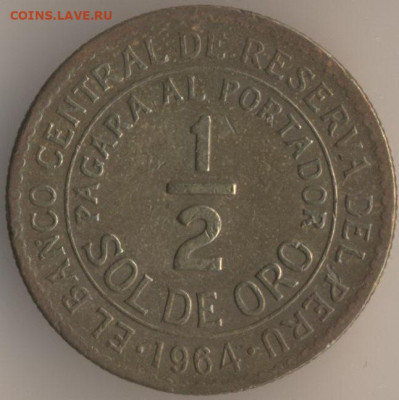 COINS.LAVE.RU
EL BANCO CENTRAL DE RESERVA DEL PERU
PAGARA AL PORTADOR
1
2
SOL DE ORO
· 1964 ·